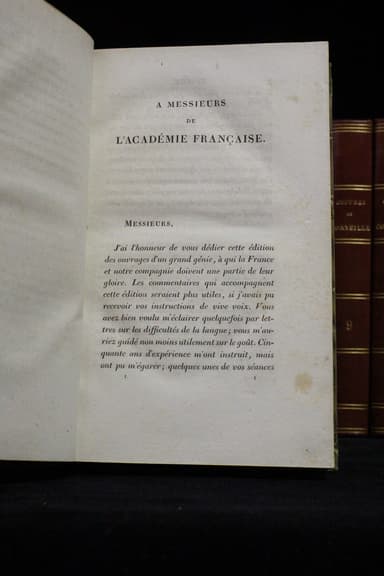 A MESSIEURS
DE
L'ACADÉMIE FRANÇAISE.
MESSIEURS,
J'ai l'honneur de vous dédier cette édition
des ouvrages d'un grand génie, à qui la France
et notre compagnie doivent une partie de leur
gloire. Les commentaires qui accompagnent
cette édition seraient plus utiles, si j'avais pu
recevoir vos instructions de vive voix. Vous
avez bien voulu m'éclairer quelquefois par let-
tres sur les difficultés de la langue; vous m'au-
riez guidé non moins utilement sur le goût. Cin-
quante ans d'expérience m'ont instruit, mais
ont pu m'égarer; quelques unes de vos séances
1 1
9